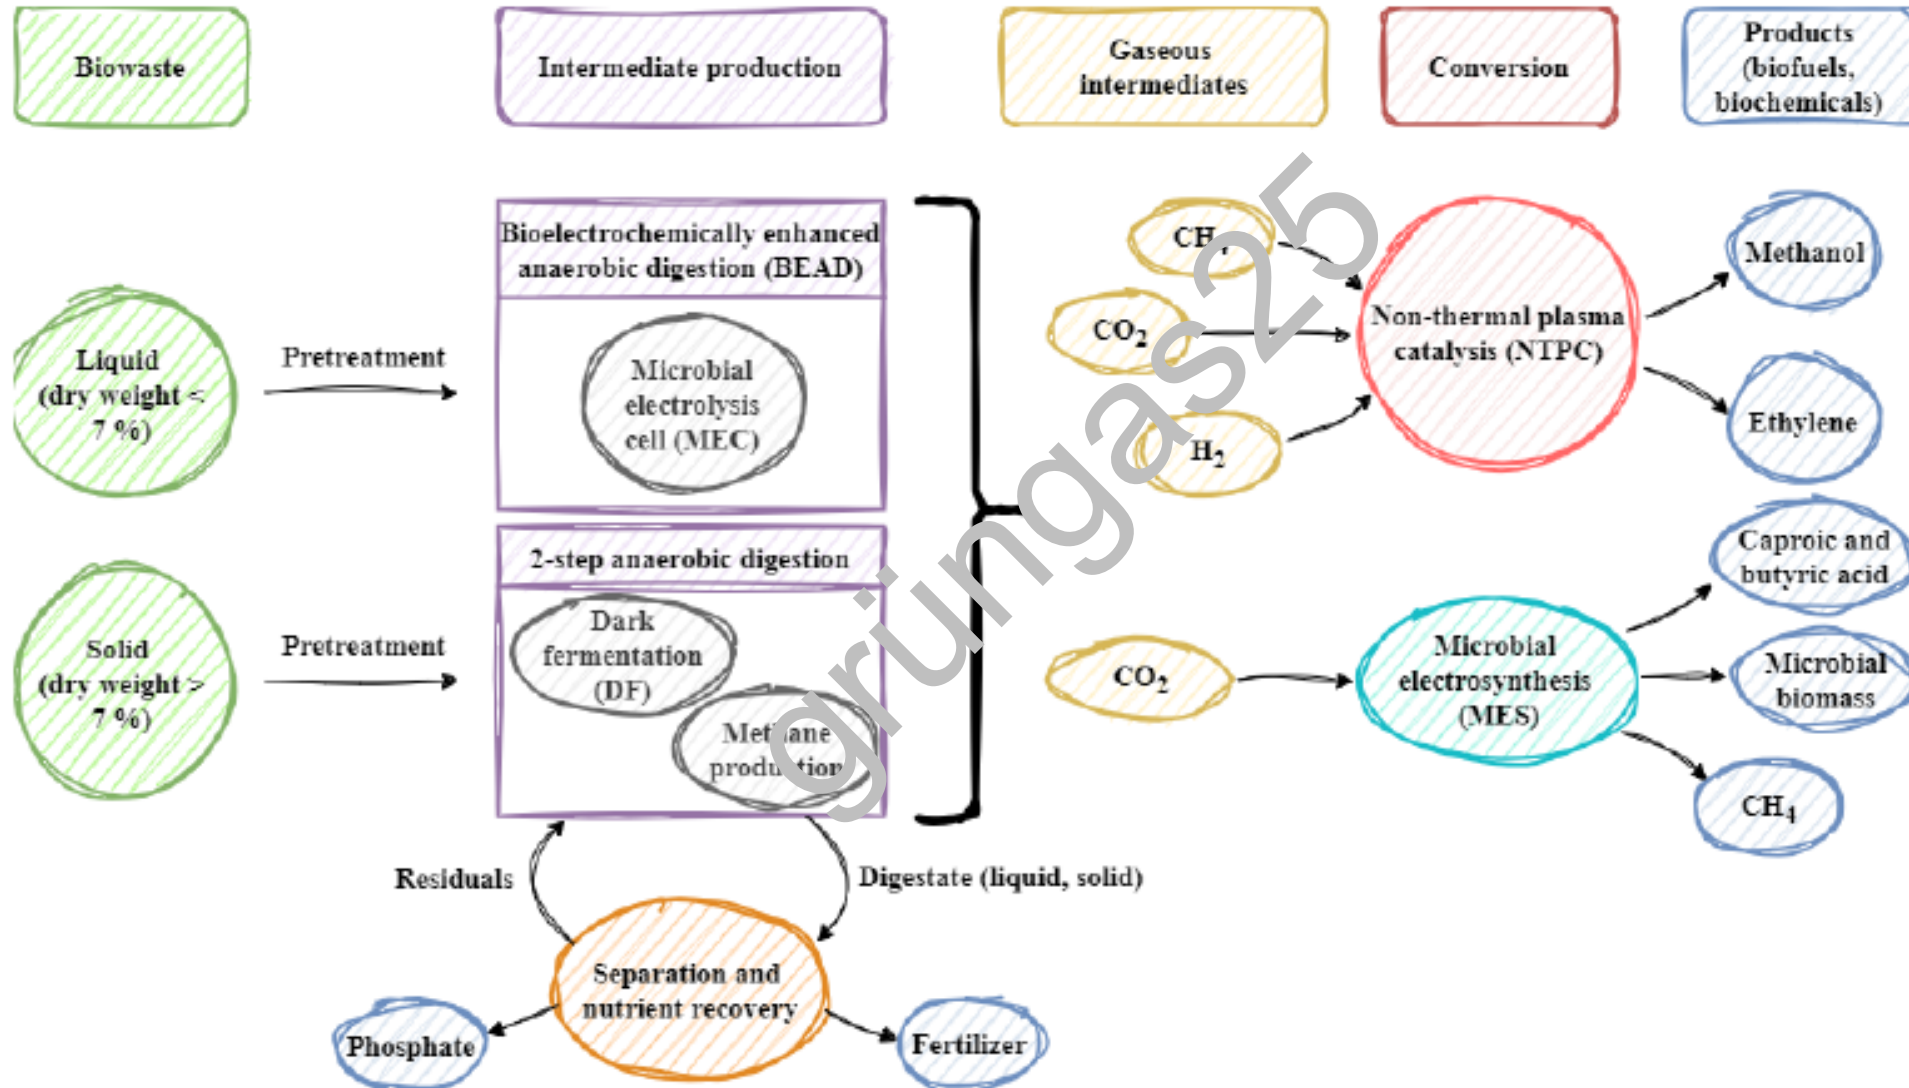 Biowaste
Intermediate production
Gaseous
intermediates
Conversion
Products
(biofuels,
biochemicals)
Bioelectrochemically enhanced
anaerobic digestion (BEAD)
Microbial
electrolysis
cell (MEC)
Liquid
(dry weight <
7 %)
Pretreatment
CH₄
CO₂
H₂
Non-thermal plasma
catalysis (NTPC)
Methanol
Ethylene
2-step anaerobic digestion
Dark
fermentation
(DF)
Methane
production
Solid
(dry weight >
7 %)
Pretreatment
CO₂
Microbial
electrosynthesis
(MES)
Caproic and
butyric acid
Microbial
biomass
CH₄
Residuals
Digestate (liquid, solid)
Separation and
nutrient recovery
Phosphate
Fertilizer
grüngas25